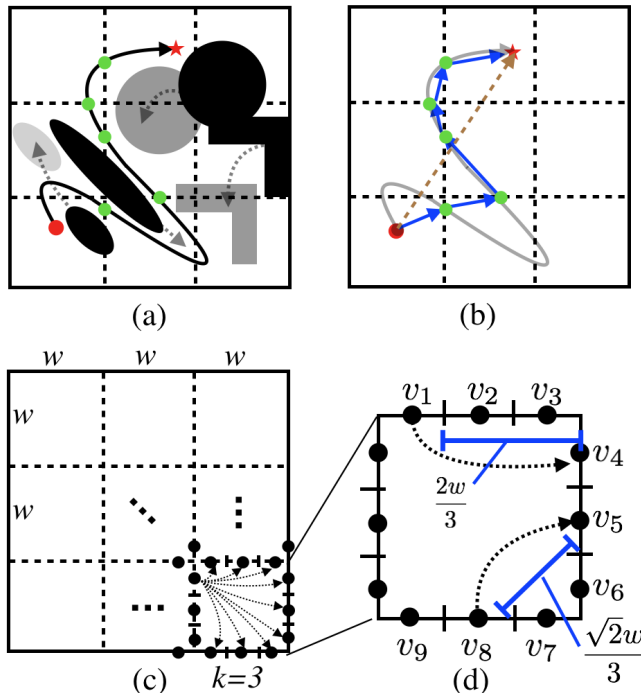 (a)
(b)
w w w
w
w
k=3
(c)
v₁ v₂ v₃
v₄
2w/3
v₅
v₆
v₉ v₈ v₇
√2w/3
(d)